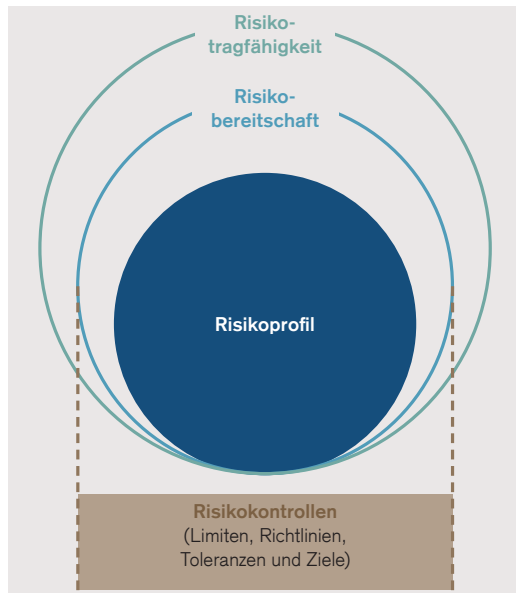 Risiko-
tragfähigkeit
Risiko-
bereitschaft
Risikoprofil
Risikokontrollen
(Limiten, Richtlinien,
Toleranzen und Ziele)